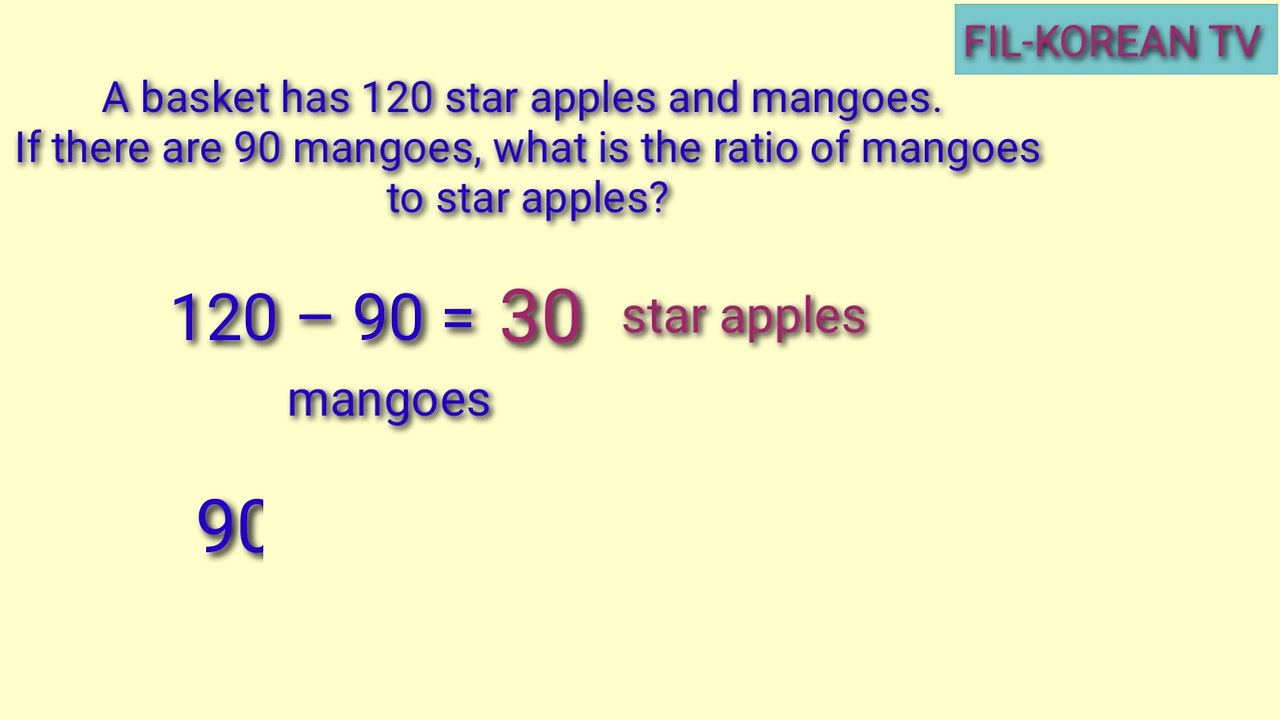 FIL-KOREAN TV
A basket has 120 star apples and mangoes.
If there are 90 mangoes, what is the ratio of mangoes
to star apples?
120 – 90 = 30 star apples
mangoes
90